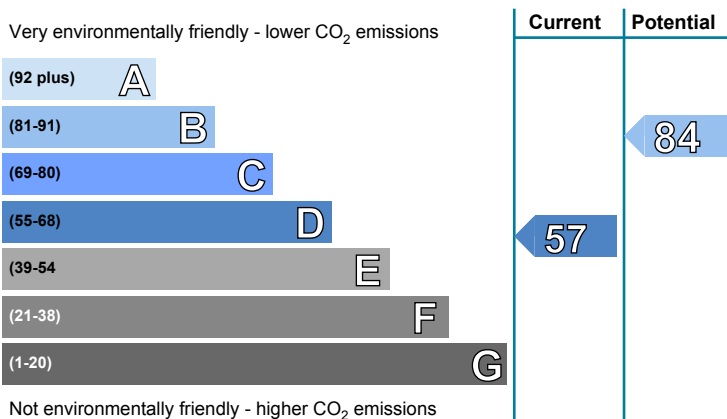 Current Potential
Very environmentally friendly - lower CO₂ emissions
(92 plus) A
(81-91) B
84
(69-80) C
(55-68) D
57
(39-54 E
(21-38) F
(1-20) G
Not environmentally friendly - higher CO₂ emissions